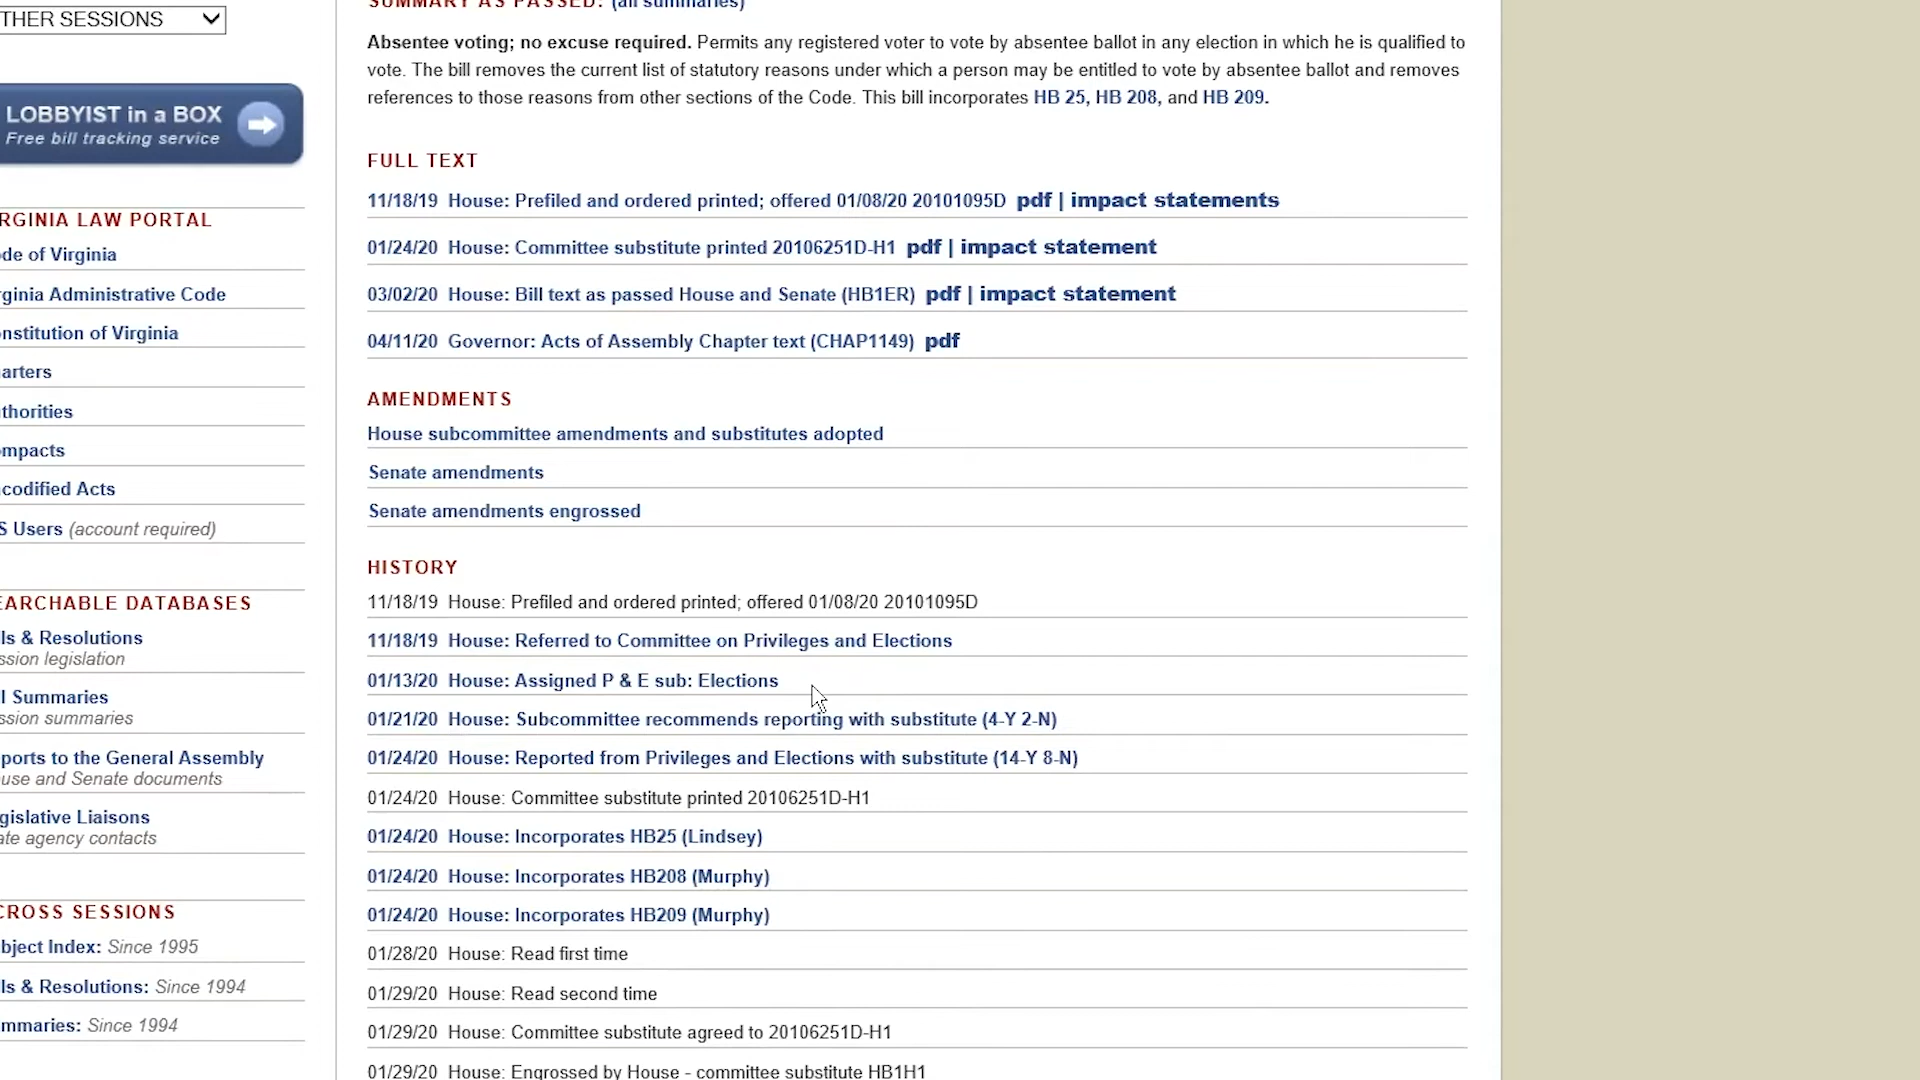 THER SESSIONS
LOBBYIST in a BOX
Free bill tracking service
RGINIA LAW PORTAL
de of Virginia
ginia Administrative Code
nstitution of Virginia
arters
thorities
mpacts
codified Acts
S Users (account required)
EARCHABLE DATABASES
ls & Resolutions
ssion legislation
l Summaries
ssion summaries
ports to the General Assembly
use and Senate documents
gislative Liaisons
ate agency contacts
CROSS SESSIONS
bject Index: Since 1995
ls & Resolutions: Since 1994
mmaries: Since 1994
SUMMARY AS PASSED: (all summaries)
Absentee voting; no excuse required. Permits any registered voter to vote by absentee ballot in any election in which he is qualified to
vote. The bill removes the current list of statutory reasons under which a person may be entitled to vote by absentee ballot and removes
references to those reasons from other sections of the Code. This bill incorporates HB 25, HB 208, and HB 209.
FULL TEXT
11/18/19 House: Prefiled and ordered printed; offered 01/08/20 20101095D pdf | impact statements
01/24/20 House: Committee substitute printed 20106251D-H1 pdf | impact statement
03/02/20 House: Bill text as passed House and Senate (HB1ER) pdf | impact statement
04/11/20 Governor: Acts of Assembly Chapter text (CHAP1149) pdf
AMENDMENTS
House subcommittee amendments and substitutes adopted
Senate amendments
Senate amendments engrossed
HISTORY
11/18/19 House: Prefiled and ordered printed; offered 01/08/20 20101095D
11/18/19 House: Referred to Committee on Privileges and Elections
01/13/20 House: Assigned P & E sub: Elections
01/21/20 House: Subcommittee recommends reporting with substitute (4-Y 2-N)
01/24/20 House: Reported from Privileges and Elections with substitute (14-Y 8-N)
01/24/20 House: Committee substitute printed 20106251D-H1
01/24/20 House: Incorporates HB25 (Lindsey)
01/24/20 House: Incorporates HB208 (Murphy)
01/24/20 House: Incorporates HB209 (Murphy)
01/28/20 House: Read first time
01/29/20 House: Read second time
01/29/20 House: Committee substitute agreed to 20106251D-H1
01/29/20 House: Engrossed by House - committee substitute HB1H1